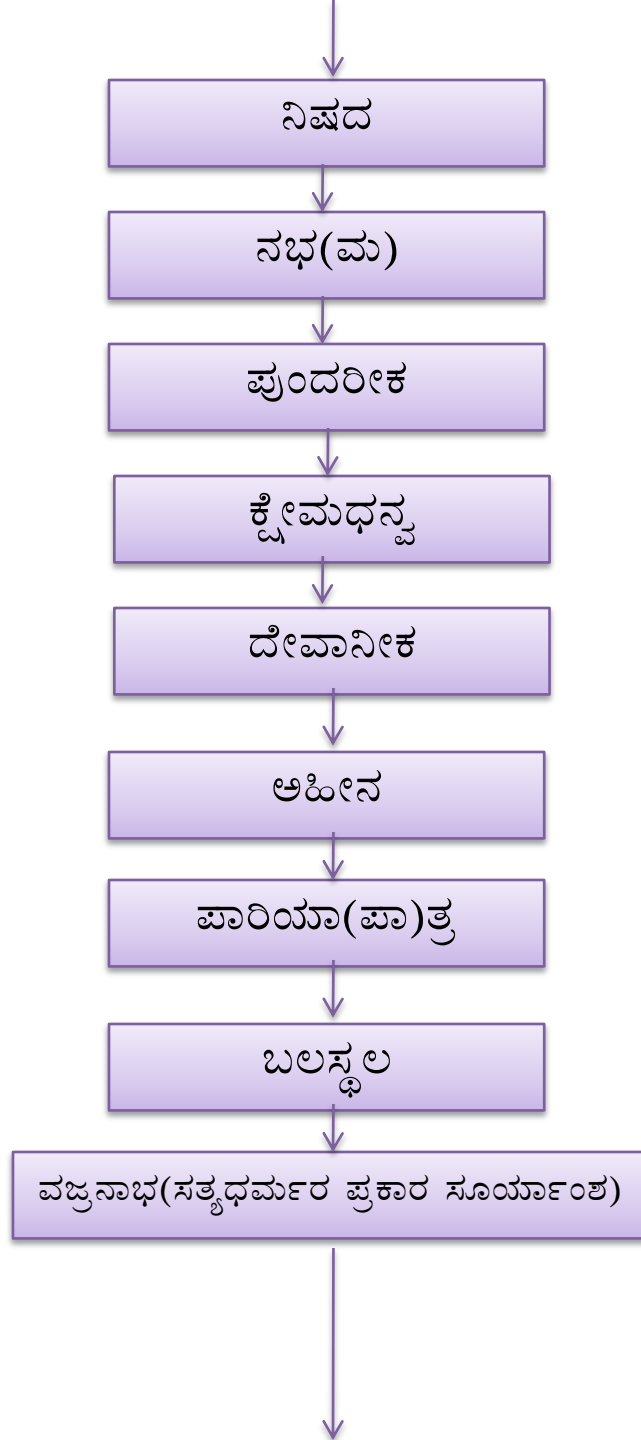 ನಿಷದ
ನಭ(ಮ)
ಪುಂದರೀಕ
ಕ್ಷೇಮಧನ್ವ
ದೇವಾನೀಕ
ಅಹೀನ
ಪಾರಿಯಾ(ಪಾ)ತ್ರ
ಬಲಸ್ಥಲ
ವಜ್ರನಾಭ(ಸತ್ಯಧರ್ಮರ ಪ್ರಕಾರ ಸೂರ್ಯಾಂಶ)